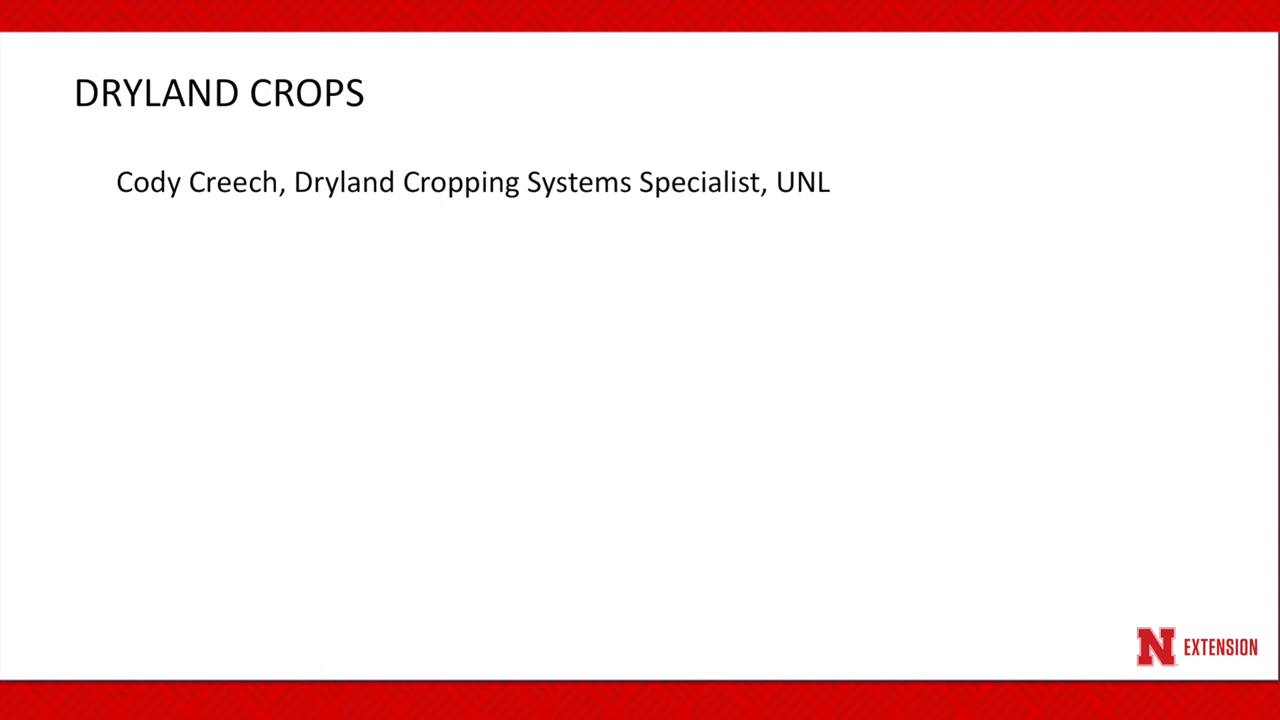 DRYLAND CROPS
Cody Creech, Dryland Cropping Systems Specialist, UNL
N EXTENSION